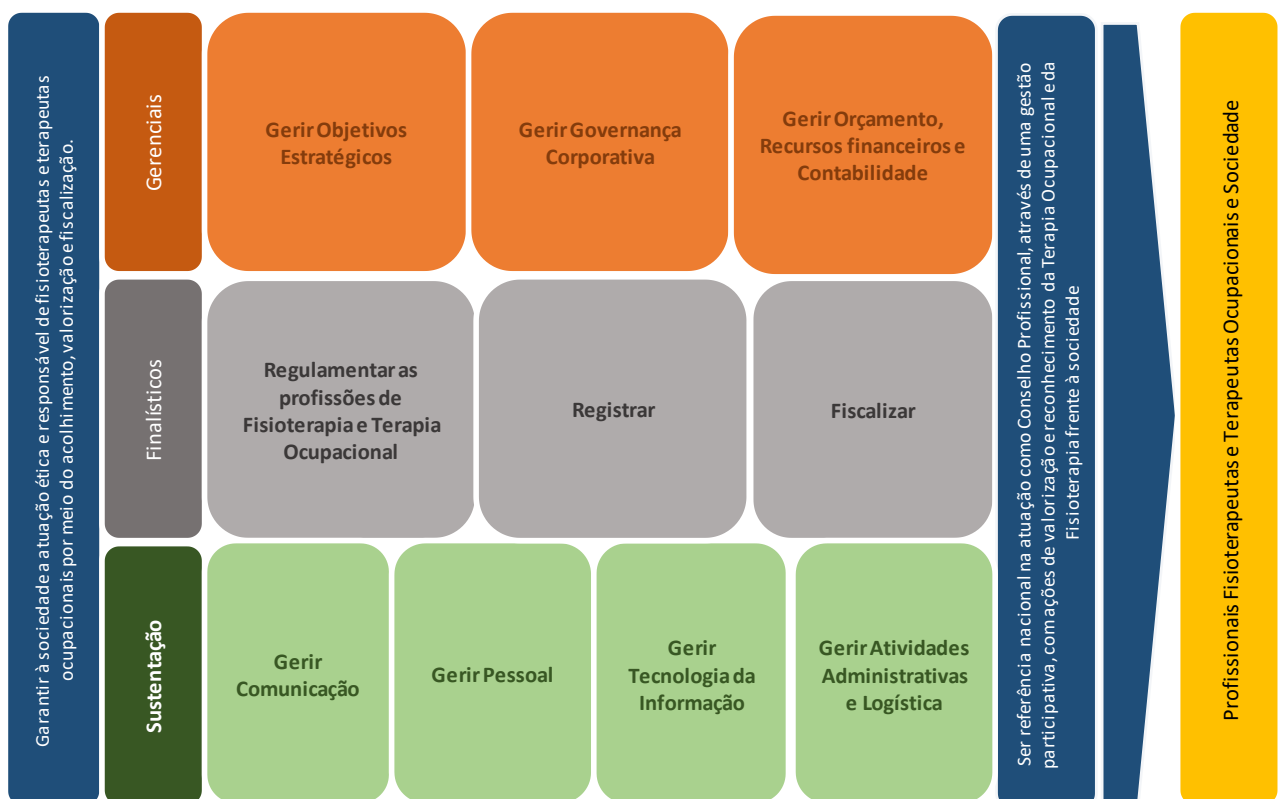 Garantir à sociedade a atuação ética e responsável de fisioterapeutas e terapeutas
ocupacionais por meio do acolhimento, valorização e fiscalização.
Gerenciais
Gerir Objetivos
Estratégicos
Gerir Governança
Corporativa
Gerir Orçamento,
Recursos financeiros e
Contabilidade
Finalísticos
Regulamentar as
profissões de
Fisioterapia e Terapia
Ocupacional
Registrar
Fiscalizar
Sustentação
Gerir
Comunicação
Gerir Pessoal
Gerir
Tecnologia da
Informação
Gerir Atividades
Administrativas
e Logística
Ser referência nacional na atuação como Conselho Profissional, através de uma gestão
participativa, com ações de valorização e reconhecimento da Terapia Ocupacional e da
Fisioterapia frente à sociedade
Profissionais Fisioterapeutas e Terapeutas Ocupacionais e Sociedade